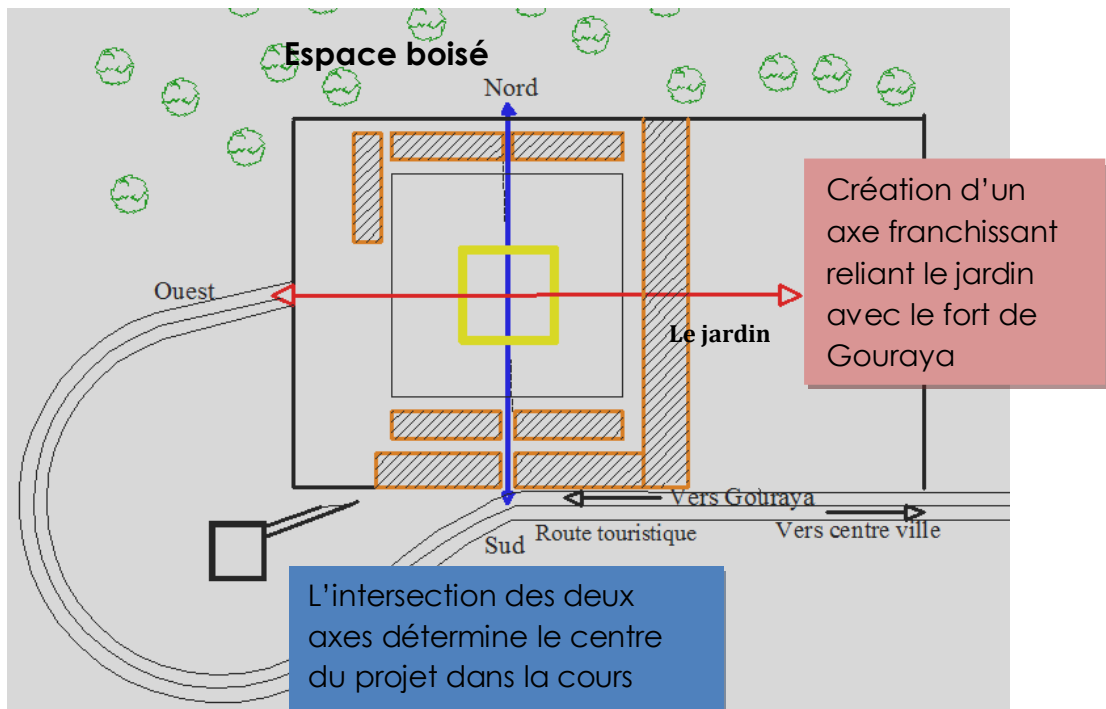 Espace boisé
Nord
Création d’un
axe franchissant
reliant le jardin
avec le fort de
Gouraya
Ouest
Le jardin
Vers Gouraya
Route touristique
Vers centre ville
Sud
L’intersection des deux
axes détermine le centre
du projet dans la cours